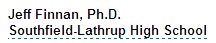 Jeff Finnan, Ph.D.
Southfield-Lathrup High School